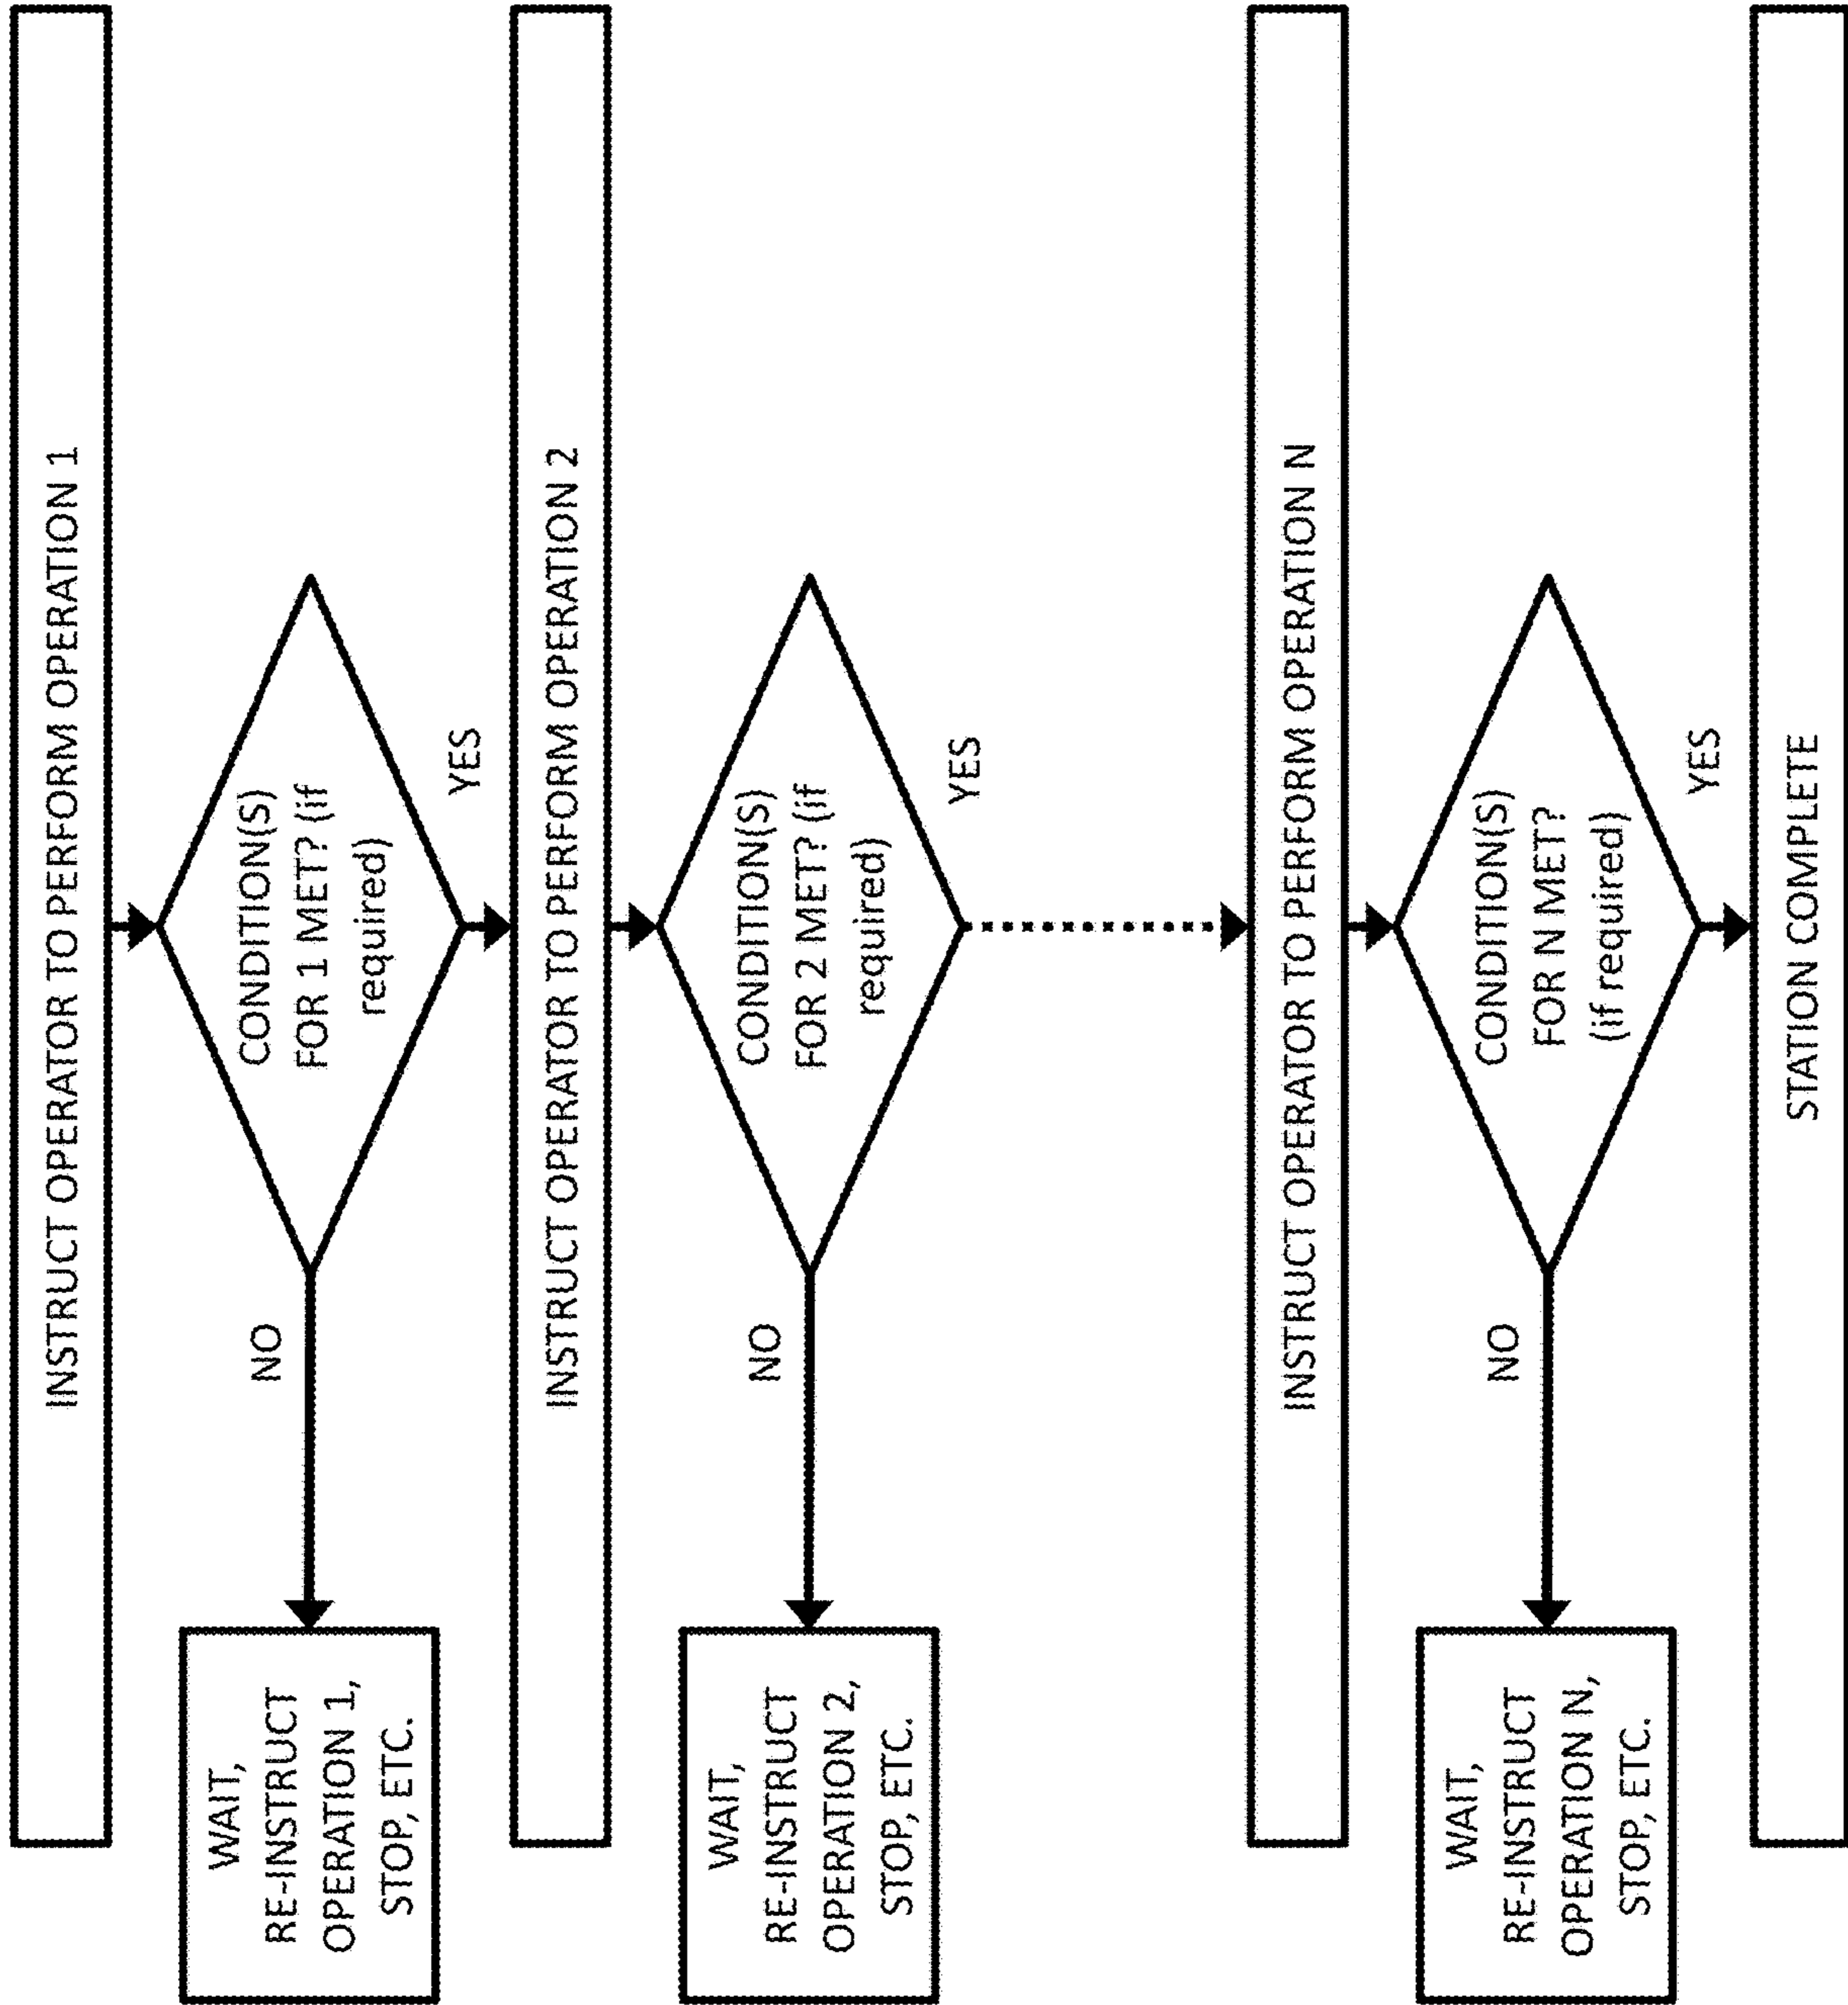 INSTRUCT OPERATOR TO PERFORM OPERATION 1
CONDITION(S)
FOR 1 MET? (if
required)
NO
YES
WAIT,
RE-INSTRUCT
OPERATION 1,
STOP, ETC.
INSTRUCT OPERATOR TO PERFORM OPERATION 2
CONDITION(S)
FOR 2 MET? (if
required)
NO
YES
WAIT,
RE-INSTRUCT
OPERATION 2,
STOP, ETC.
INSTRUCT OPERATOR TO PERFORM OPERATION N
CONDITION(S)
FOR N MET?
(if required)
NO
YES
WAIT,
RE-INSTRUCT
OPERATION N,
STOP, ETC.
STATION COMPLETE